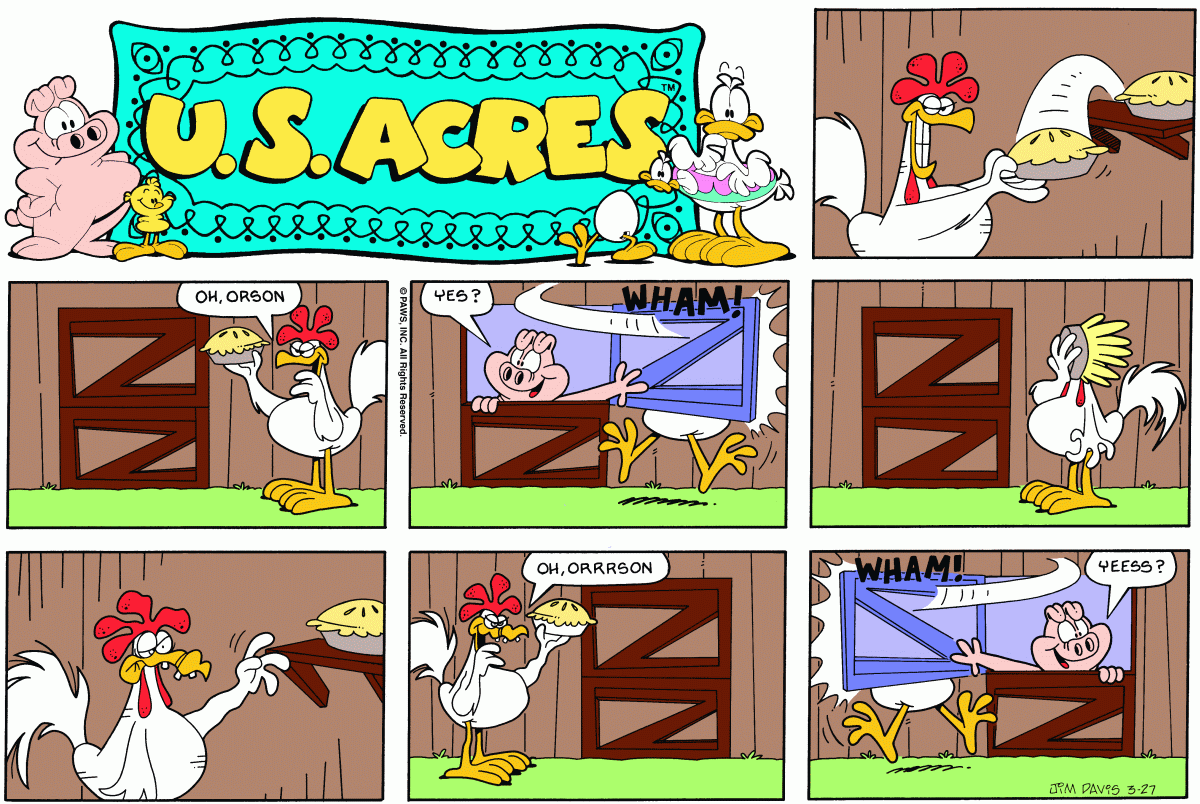 U.S. ACRES
TM
OH, ORSON
© PAWS, INC. All Rights Reserved.
YES?
WHAM!
OH, ORRRSON
WHAM!
YEESS?
JIM DAVIS 3-27